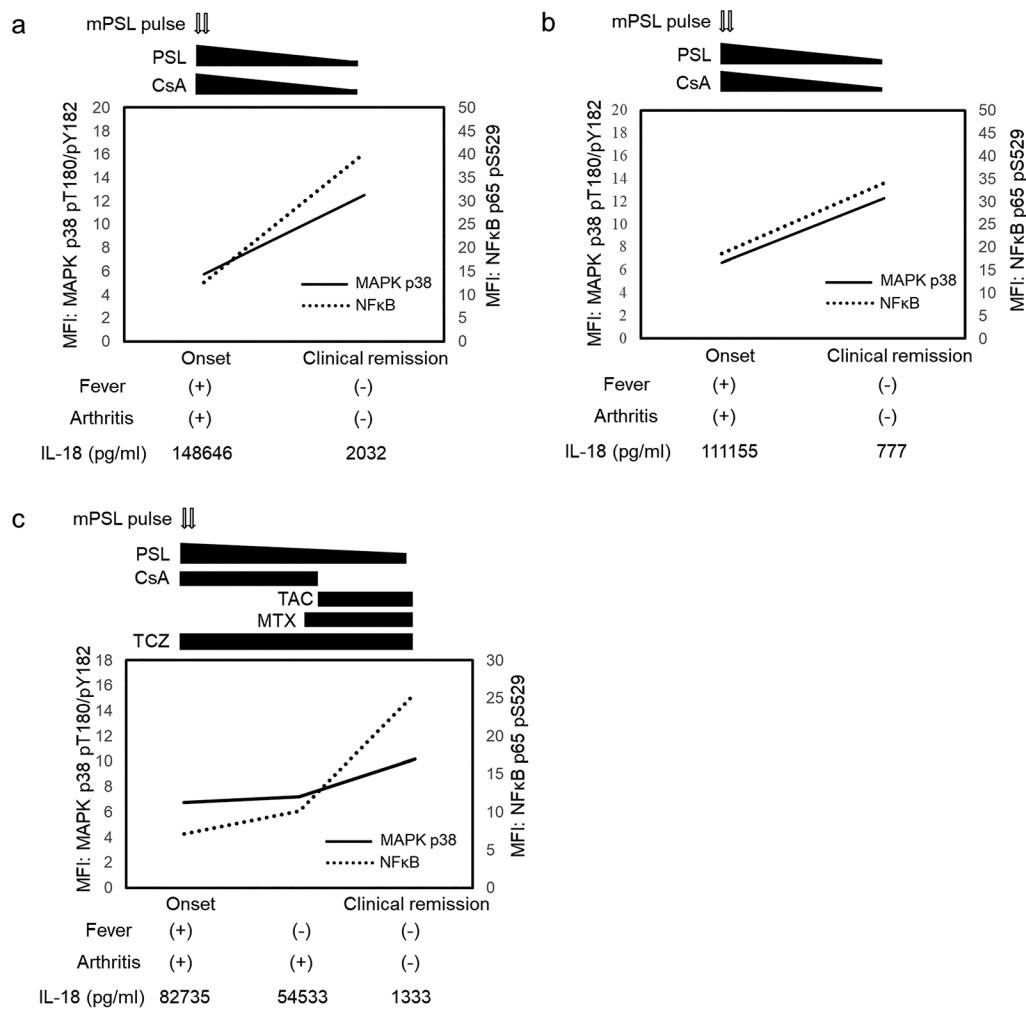 a
mPSL pulse
PSL
CsA
MFI: MAPK p38 pT180/pY182
20
18
16
14
12
10
8
6
4
2
0
50
45
40
35
30
25
20
15
10
5
0
MFI: NFκB p65 pS529
MAPK p38
NFκB
Onset Clinical remission
Fever (+) (-)
Arthritis (+) (-)
IL-18 (pg/ml) 148646 2032
b
mPSL pulse
PSL
CsA
MFI: MAPK p38 pT180/pY182
20
18
16
14
12
10
8
6
4
2
0
50
45
40
35
30
25
20
15
10
5
0
MFI: NFκB p65 pS529
MAPK p38
NFκB
Onset Clinical remission
Fever (+) (-)
Arthritis (+) (-)
IL-18 (pg/ml) 111155 777
c
mPSL pulse
PSL
CsA
TAC
MTX
TCZ
MFI: MAPK p38 pT180/pY182
18
16
14
12
10
8
6
4
2
0
30
25
20
15
10
5
0
MFI: NFκB p65 pS529
MAPK p38
NFκB
Onset Clinical remission
Fever (+) (-) (-)
Arthritis (+) (+) (-)
IL-18 (pg/ml) 82735 54533 1333